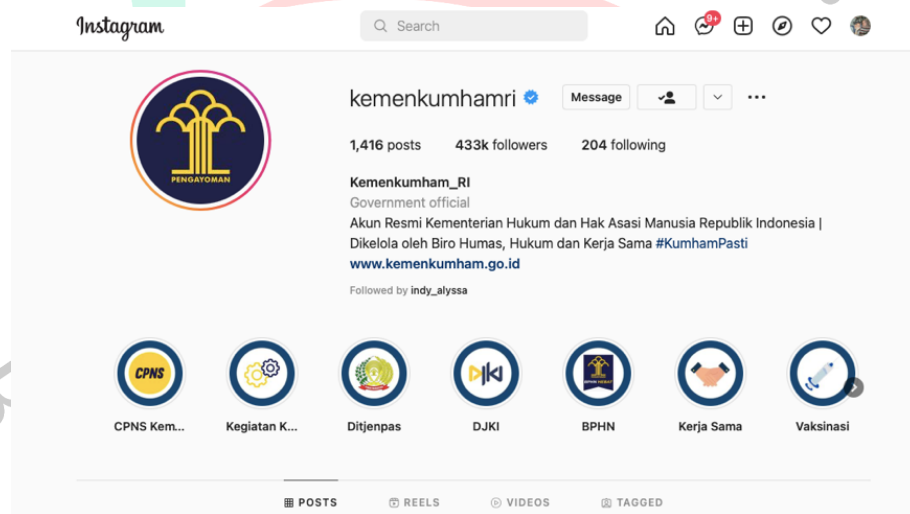 Instagram
Search
9+
kemenkumhamri Message
1,416 posts 433k followers 204 following
Kemenkumham_RI
Government official
Akun Resmi Kementerian Hukum dan Hak Asasi Manusia Republik Indonesia |
Dikelola oleh Biro Humas, Hukum dan Kerja Sama #KumhamPasti
www.kemenkumham.go.id
Followed by indy_alyssa
PENGAYOMAN
CPNS
CPNS Kem... Kegiatan K... Ditjenpas DJKI BPHN Kerja Sama Vaksinasi
POSTS REELS VIDEOS TAGGED